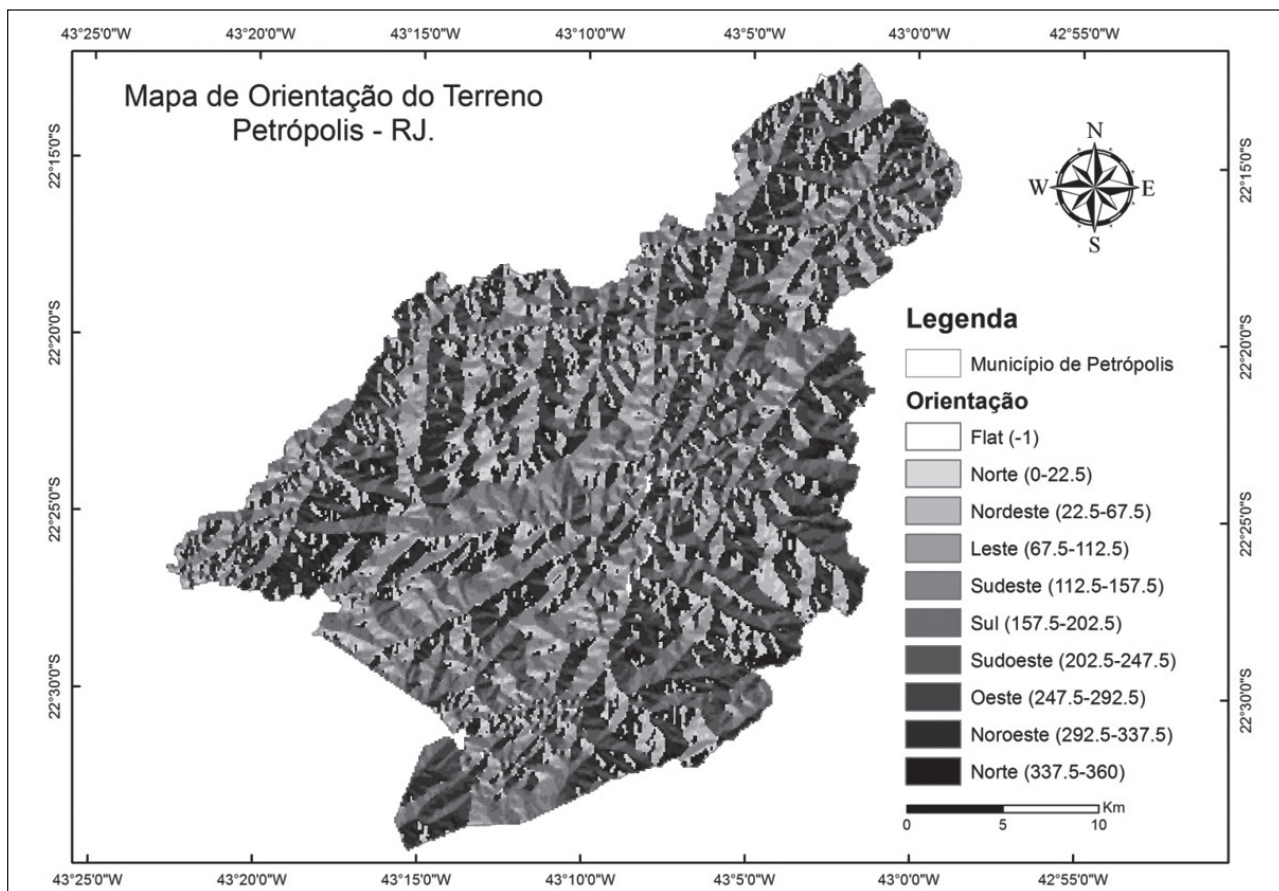 43°25'0"W 43°20'0"W 43°15'0"W 43°10'0"W 43°5'0"W 43°0'0"W 42°55'0"W
Mapa de Orientação do Terreno
Petrópolis - RJ.
N
W E
S
22°15'0"S 22°15'0"S
22°20'0"S 22°20'0"S
22°25'0"S 22°25'0"S
22°30'0"S 22°30'0"S
Legenda
Município de Petrópolis
Orientação
Flat (-1)
Norte (0-22.5)
Nordeste (22.5-67.5)
Leste (67.5-112.5)
Sudeste (112.5-157.5)
Sul (157.5-202.5)
Sudoeste (202.5-247.5)
Oeste (247.5-292.5)
Noroeste (292.5-337.5)
Norte (337.5-360)
Km
0 5 10
43°25'0"W 43°20'0"W 43°15'0"W 43°10'0"W 43°5'0"W 43°0'0"W 42°55'0"W